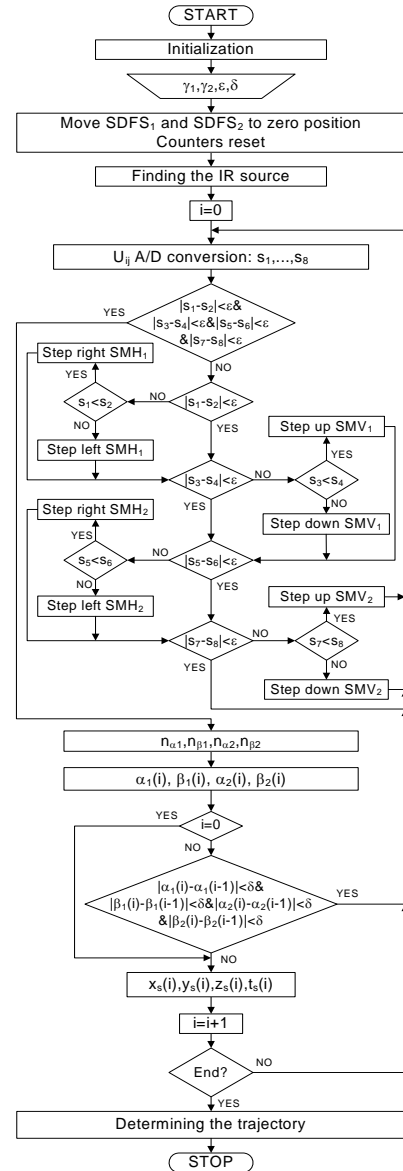 START
Initialization
γ₁,γ₂,ε,δ
Move SDFS₁ and SDFS₂ to zero position
Counters reset
Finding the IR source
i=0
Uᵢⱼ A/D conversion: s₁,...,s₈
YES
|s₁-s₂|<ε&
|s₃-s₄|<ε&|s₅-s₆|<ε
&|s₇-s₈|<ε
NO
Step right SMH₁
YES
s₁<s₂
NO
|s₁-s₂|<ε
NO
YES
Step left SMH₁
Step up SMV₁
YES
|s₃-s₄|<ε
NO
s₃<s₄
YES
NO
Step right SMH₂
Step down SMV₁
YES
s₅<s₆
NO
|s₅-s₆|<ε
NO
YES
Step left SMH₂
Step up SMV₂
YES
|s₇-s₈|<ε
NO
s₇<s₈
YES
NO
Step down SMV₂
nα₁,nβ₁,nα₂,nβ₂
α₁(i), β₁(i), α₂(i), β₂(i)
YES
i=0
NO
|α₁(i)-α₁(i-1)|<δ&
|β₁(i)-β₁(i-1)|<δ&|α₂(i)-α₂(i-1)|<δ
&|β₂(i)-β₂(i-1)|<δ
YES
NO
xₛ(i),yₛ(i),zₛ(i),tₛ(i)
i=i+1
End?
NO
YES
Determining the trajectory
STOP